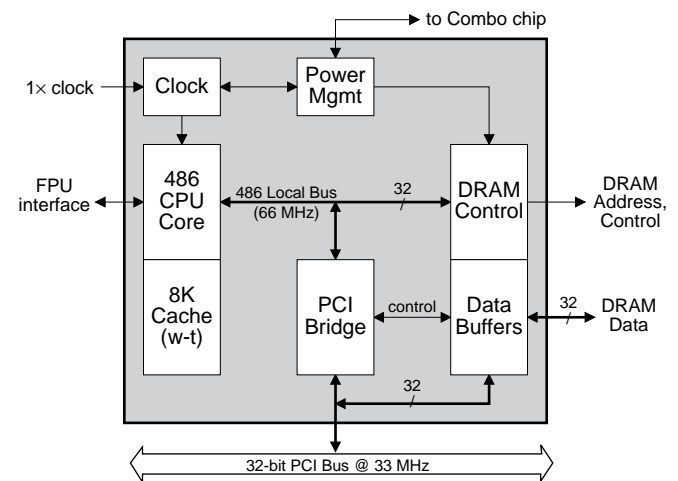 to Combo chip
1× clock
Clock
Power
Mgmt
FPU
interface
486
CPU
Core
486 Local Bus
(66 MHz)
32
DRAM
Control
DRAM
Address,
Control
8K
Cache
(w-t)
PCI
Bridge
control
Data
Buffers
32
DRAM
Data
32
32-bit PCI Bus @ 33 MHz